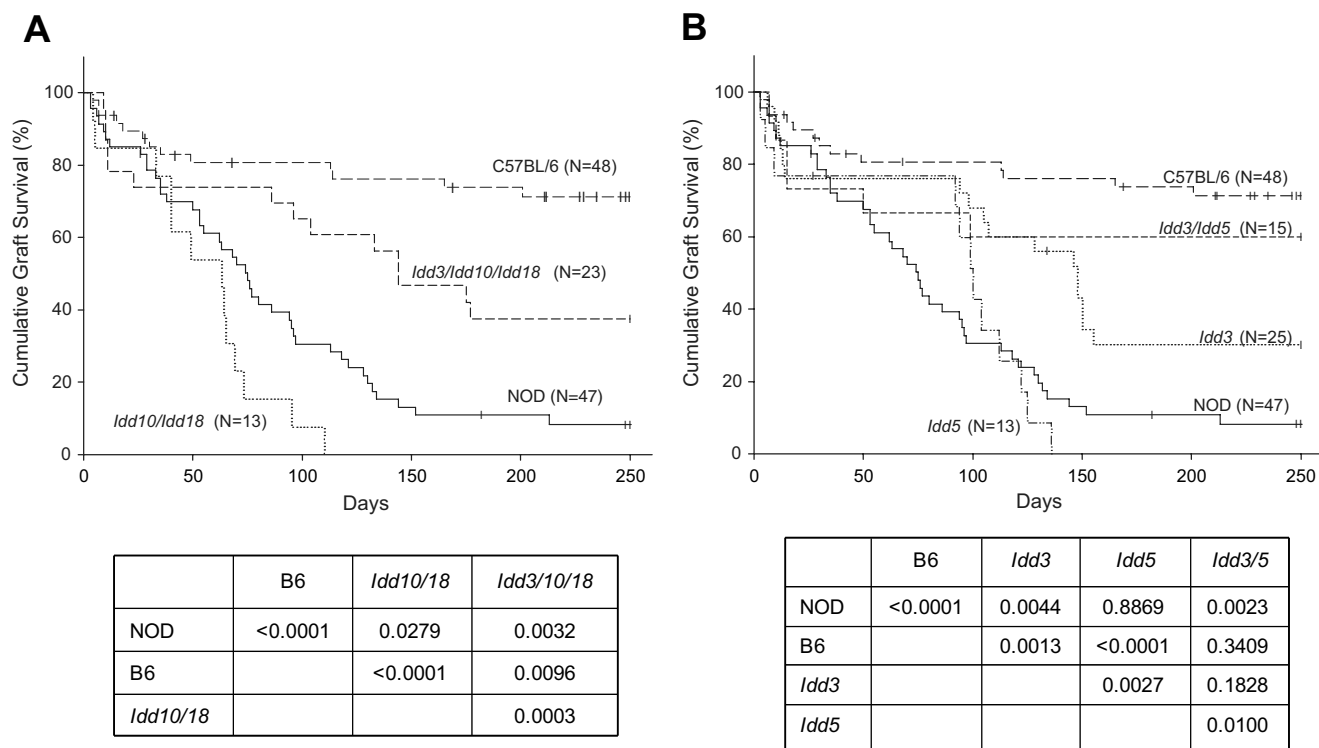 A
Cumulative Graft Survival (%)
100
80
60
40
20
0
0 50 100 150 200 250
Days
C57BL/6 (N=48)
Idd3/Idd10/Idd18 (N=23)
NOD (N=47)
Idd10/Idd18 (N=13)
B6 Idd10/18 Idd3/10/18
NOD <0.0001 0.0279 0.0032
B6 <0.0001 0.0096
Idd10/18 0.0003
B
Cumulative Graft Survival (%)
100
80
60
40
20
0
0 50 100 150 200 250
Days
C57BL/6 (N=48)
Idd3/Idd5 (N=15)
Idd3 (N=25)
NOD (N=47)
Idd5 (N=13)
B6 Idd3 Idd5 Idd3/5
NOD <0.0001 0.0044 0.8869 0.0023
B6 0.0013 <0.0001 0.3409
Idd3 0.0027 0.1828
Idd5 0.0100